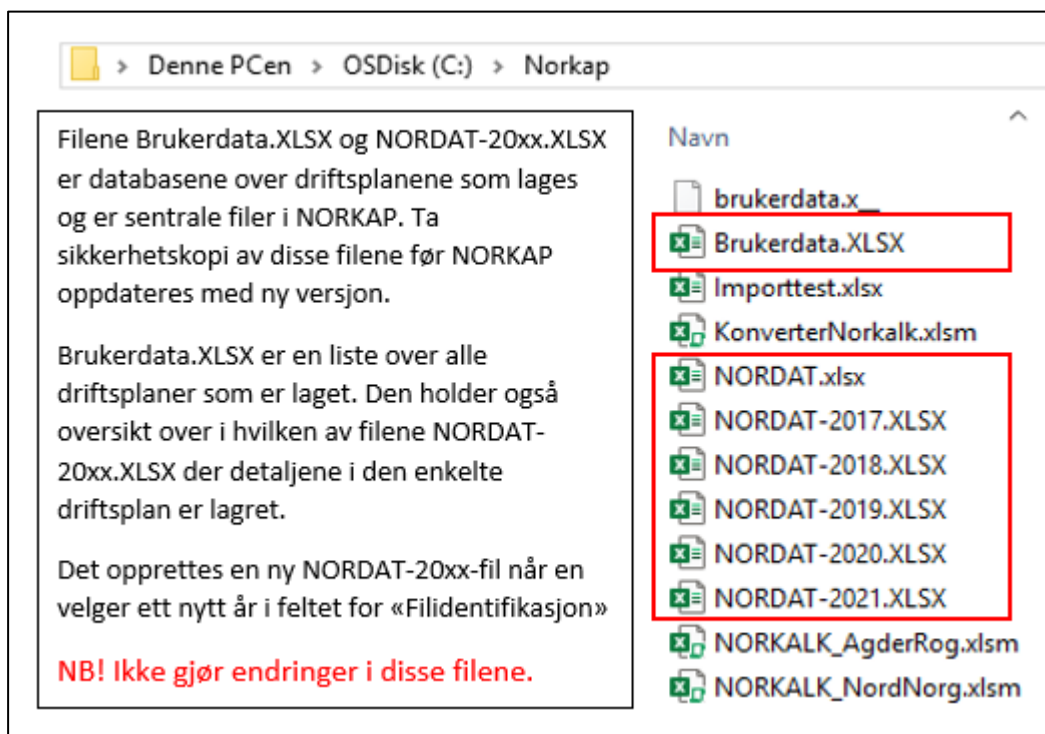 Denne PCen > OSDisk (C:) > Norkap
Filene Brukerdata.XLSX og NORDAT-20xx.XLSX
er databasene over driftsplanene som lages
og er sentrale filer i NORKAP. Ta
sikkerhetskopi av disse filene før NORKAP
oppdateres med ny versjon.
Brukerdata.XLSX er en liste over alle
driftsplaner som er laget. Den holder også
oversikt over i hvilken av filene NORDAT-
20xx.XLSX der detaljene i den enkelte
driftsplan er lagret.
Det opprettes en ny NORDAT-20xx-fil når en
velger ett nytt år i feltet for «Filidentifikasjon»
NB! Ikke gjør endringer i disse filene.
Navn
brukerdata.x__
Brukerdata.XLSX
Importtest.xlsx
KonverterNorkalk.xlsm
NORDAT.xlsx
NORDAT-2017.XLSX
NORDAT-2018.XLSX
NORDAT-2019.XLSX
NORDAT-2020.XLSX
NORDAT-2021.XLSX
NORKALK_AgderRog.xlsm
NORKALK_NordNorg.xlsm